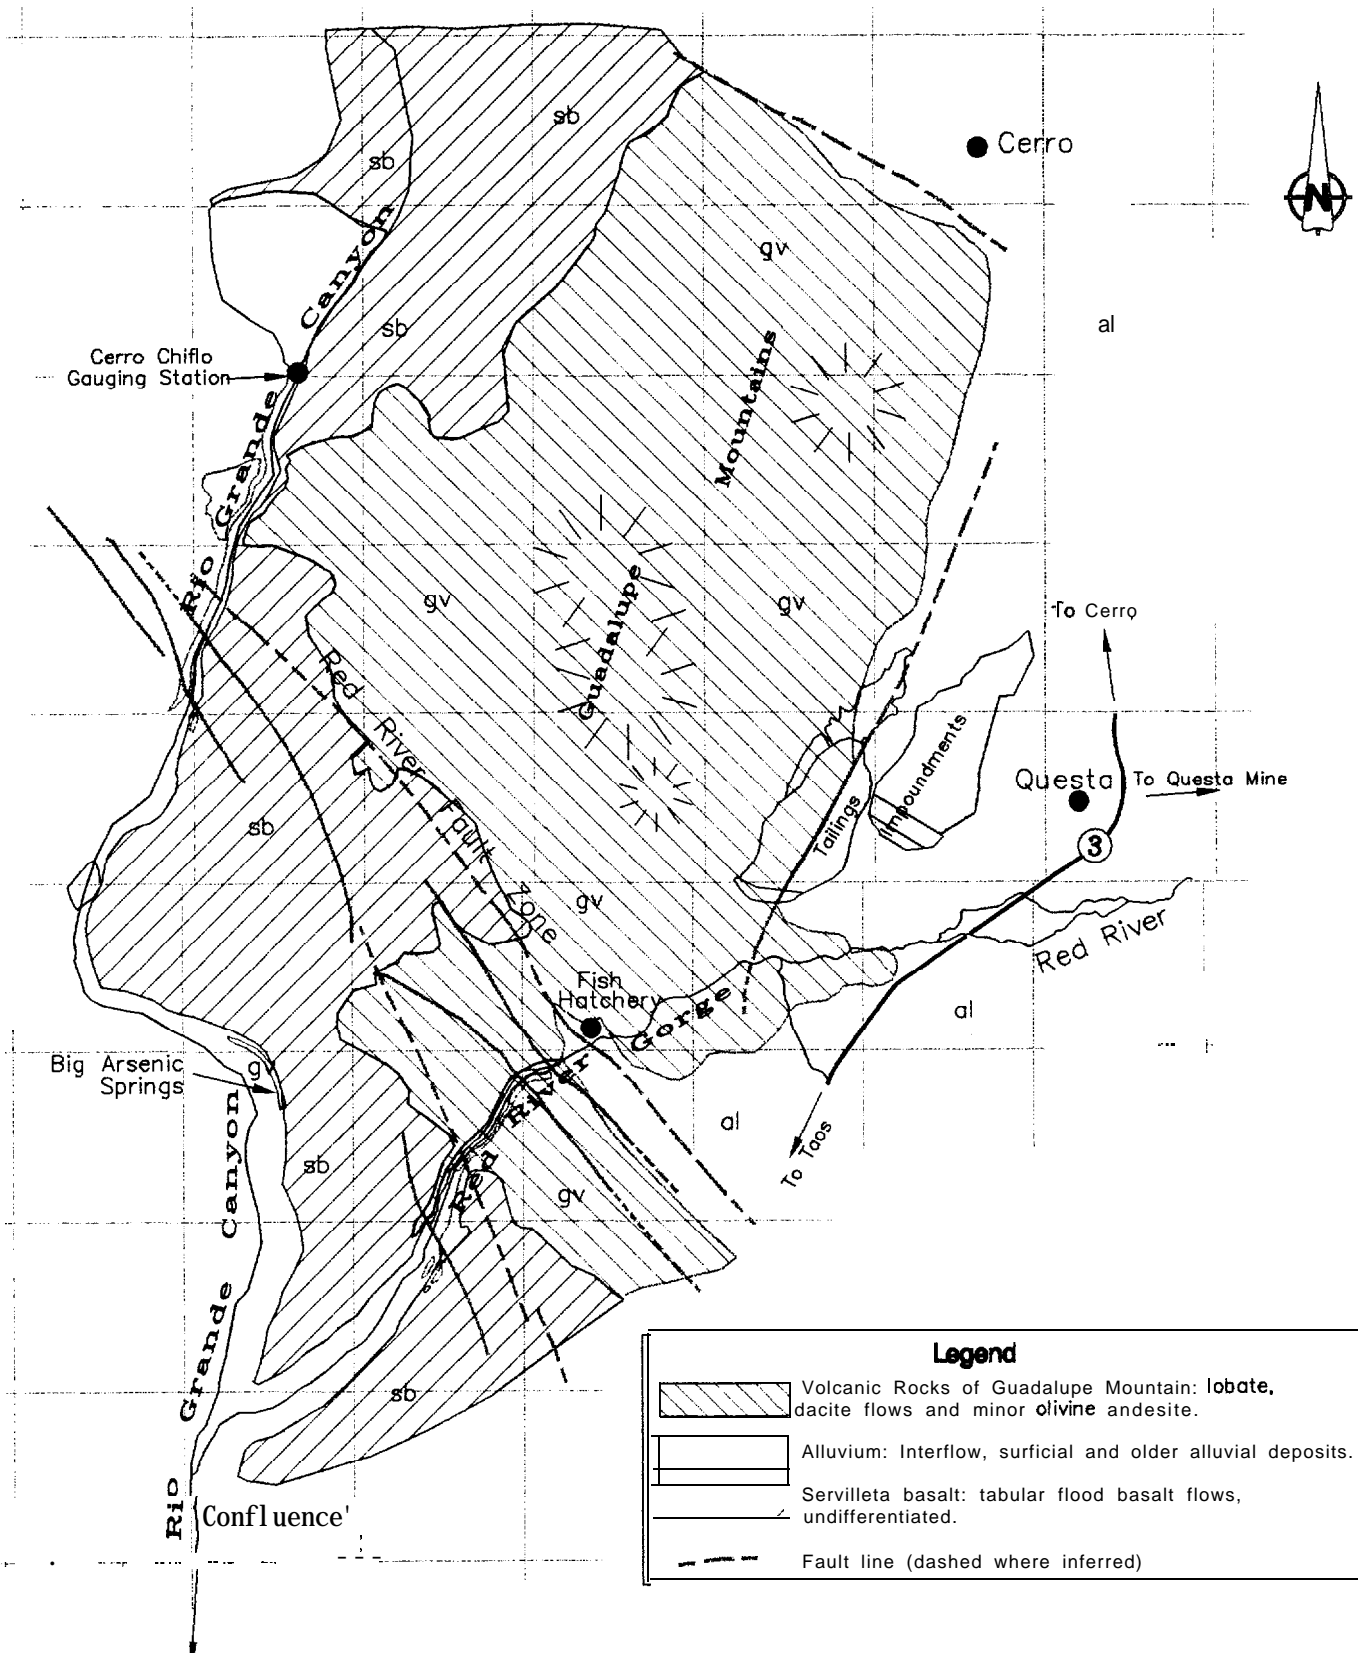 sb
Cerro
sb
N
gv
Rio Grande Canyon
sb
al
Cerro Chiflo
Gauging Station
Guadalupe Mountains
gv
gv
To Cerro
Red River Fault Zone
Tailings Impoundments
Questa
To Questa Mine
sb
3
gv
Red River
Fish
Hatchery
Red River Gorge
al
Big Arsenic
Springs
gv
al
To Taos
sb
gv
Rio Grande Canyon
sb
Confluence'
Legend
Volcanic Rocks of Guadalupe Mountain: lobate,
dacite flows and minor olivine andesite.
Alluvium: Interflow, surficial and older alluvial deposits.
Servilleta basalt: tabular flood basalt flows,
undifferentiated.
Fault line (dashed where inferred)